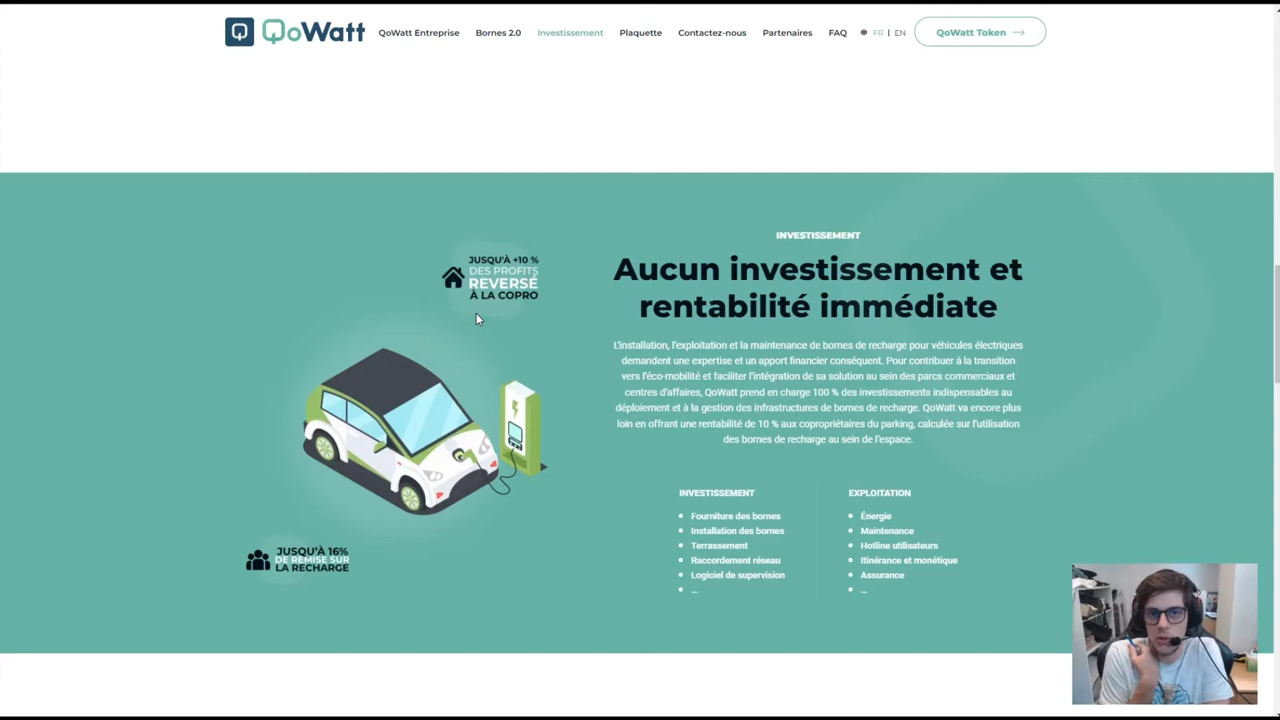 QoWatt
QoWatt Entreprise
Bornes 2.0
Investissement
Plaquette
Contactez-nous
Partenaires
FAQ
FR | EN
QoWatt Token
JUSQU'À +10 %
DES PROFITS
REVERSÉ
À LA COPRO
JUSQU'À 16%
DE REMISE SUR
LA RECHARGE
INVESTISSEMENT
Aucun investissement et
rentabilité immédiate
L'installation, l'exploitation et la maintenance de bornes de recharge pour véhicules électriques
demandent une expertise et un apport financier conséquent. Pour contribuer à la transition
vers l'éco-mobilité et faciliter l'intégration de sa solution au sein des parcs commerciaux et
centres d'affaires, QoWatt prend en charge 100 % des investissements indispensables au
déploiement et à la gestion des infrastructures de bornes de recharge. QoWatt va encore plus
loin en offrant une rentabilité de 10 % aux copropriétaires du parking, calculée sur l'utilisation
des bornes de recharge au sein de l'espace.
INVESTISSEMENT
Fourniture des bornes
Installation des bornes
Terrassement
Raccordement réseau
Logiciel de supervision
...
EXPLOITATION
Énergie
Maintenance
Hotline utilisateurs
Itinérance et monétique
Assurance
...